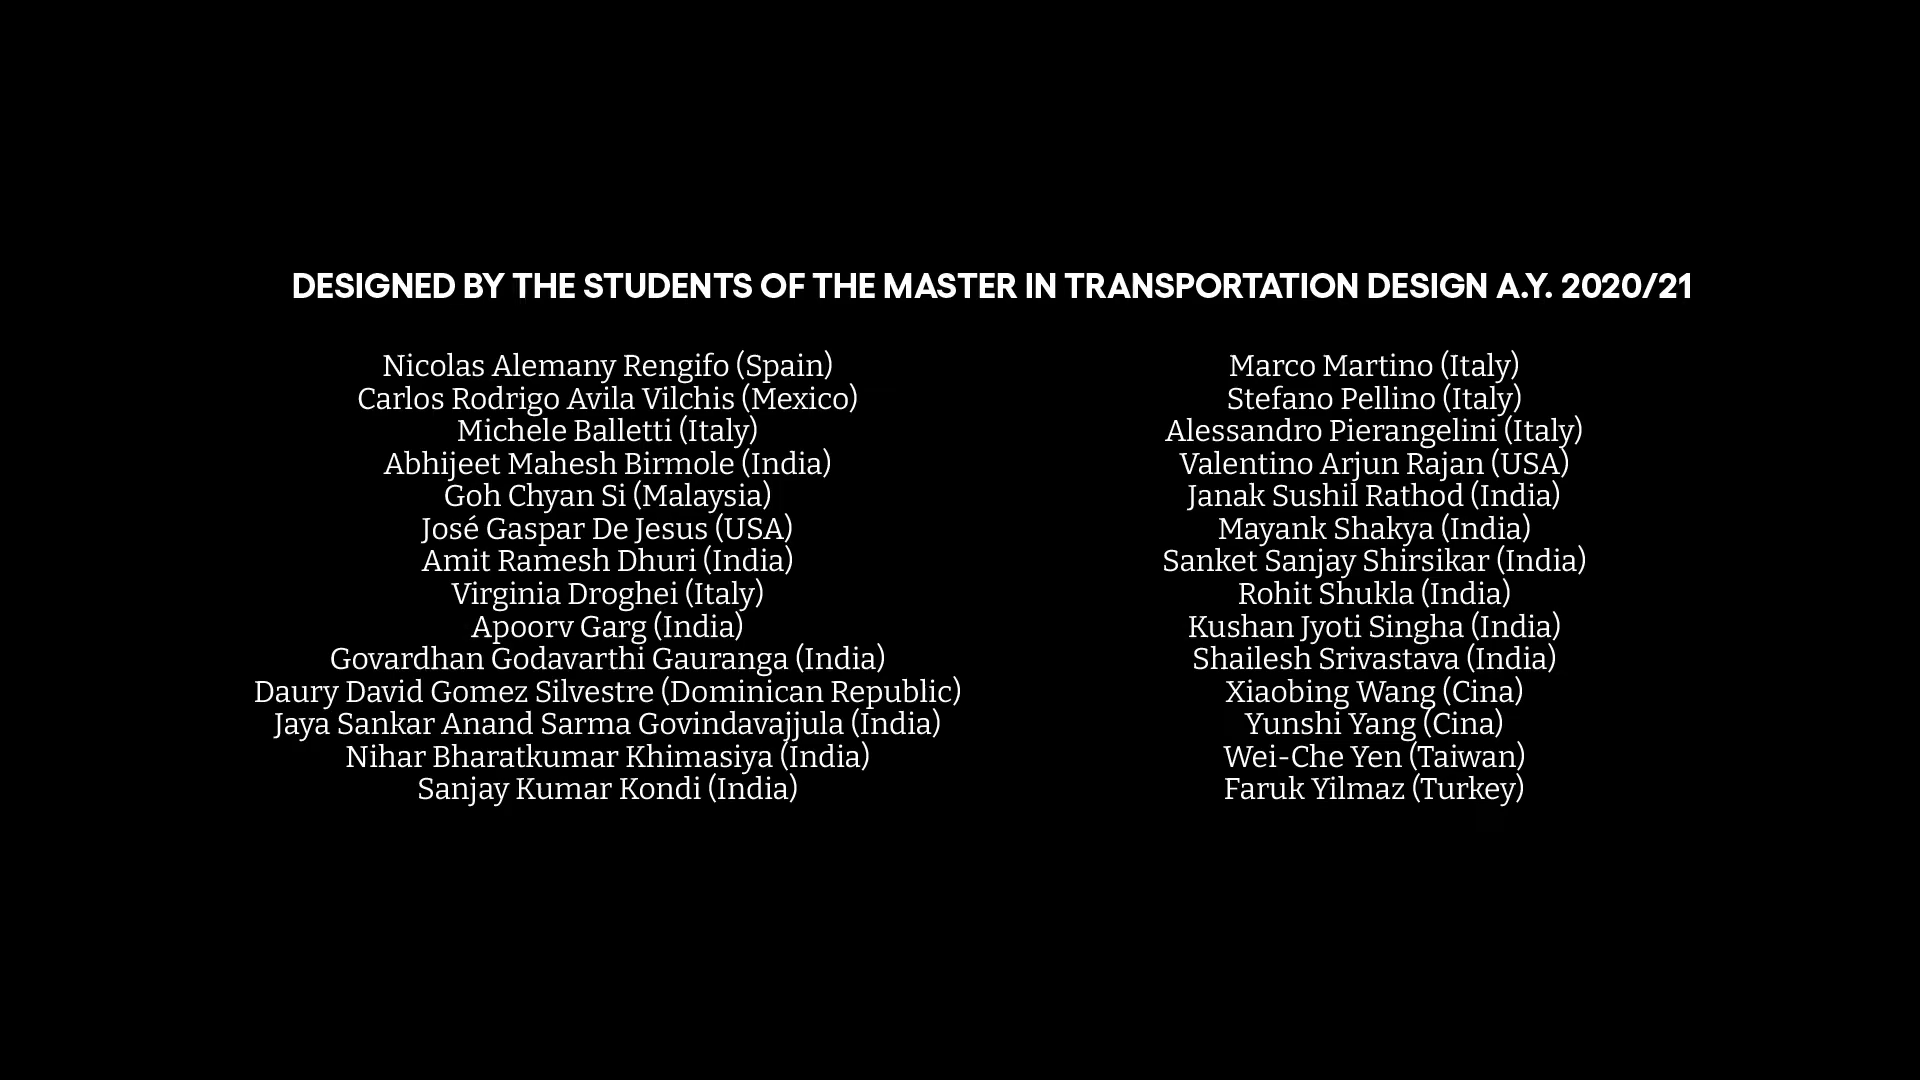 DESIGNED BY THE STUDENTS OF THE MASTER IN TRANSPORTATION DESIGN A.Y. 2020/21
Nicolas Alemany Rengifo (Spain)
Carlos Rodrigo Avila Vilchis (Mexico)
Michele Balletti (Italy)
Abhijeet Mahesh Birmole (India)
Goh Chyan Si (Malaysia)
José Gaspar De Jesus (USA)
Amit Ramesh Dhuri (India)
Virginia Droghei (Italy)
Apoorv Garg (India)
Govardhan Godavarthi Gauranga (India)
Daury David Gomez Silvestre (Dominican Republic)
Jaya Sankar Anand Sarma Govindavajjula (India)
Nihar Bharatkumar Khimasiya (India)
Sanjay Kumar Kondi (India)
Marco Martino (Italy)
Stefano Pellino (Italy)
Alessandro Pierangelini (Italy)
Valentino Arjun Rajan (USA)
Janak Sushil Rathod (India)
Mayank Shakya (India)
Sanket Sanjay Shirsikar (India)
Rohit Shukla (India)
Kushan Jyoti Singha (India)
Shailesh Srivastava (India)
Xiaobing Wang (Cina)
Yunshi Yang (Cina)
Wei-Che Yen (Taiwan)
Faruk Yilmaz (Turkey)